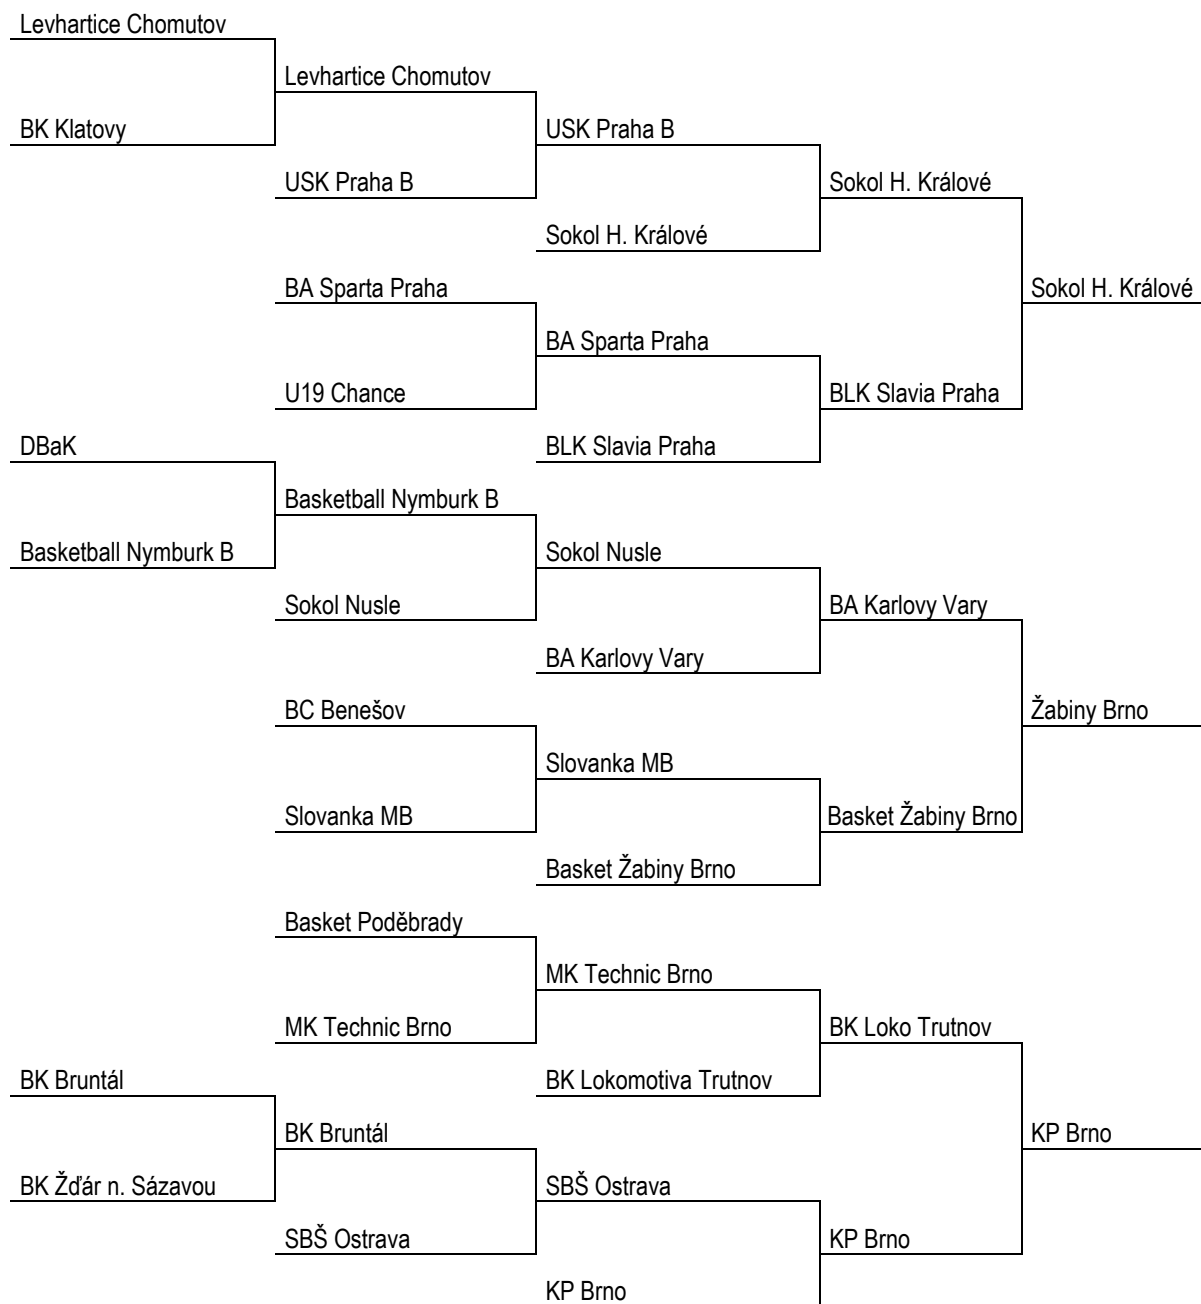 Levhartice Chomutov
Levhartice Chomutov
BK Klatovy
USK Praha B
USK Praha B
Sokol H. Králové
Sokol H. Králové
BA Sparta Praha
Sokol H. Králové
BA Sparta Praha
U19 Chance
BLK Slavia Praha
DBaK
BLK Slavia Praha
Basketball Nymburk B
Basketball Nymburk B
Sokol Nusle
Sokol Nusle
BA Karlovy Vary
BA Karlovy Vary
BC Benešov
Žabiny Brno
Slovanka MB
Slovanka MB
Basket Žabiny Brno
Basket Žabiny Brno
Basket Poděbrady
MK Technic Brno
MK Technic Brno
BK Loko Trutnov
BK Bruntál
BK Lokomotiva Trutnov
BK Bruntál
KP Brno
BK Žďár n. Sázavou
SBŠ Ostrava
SBŠ Ostrava
KP Brno
KP Brno